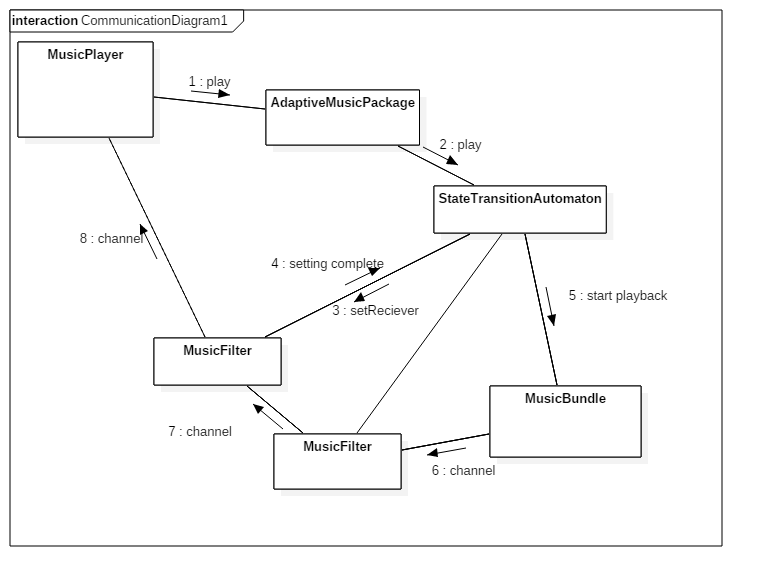 interaction CommunicationDiagram1
MusicPlayer
1 : play
AdaptiveMusicPackage
2 : play
StateTransitionAutomaton
8 : channel
4 : setting complete
3 : setReciever
5 : start playback
MusicFilter
MusicBundle
7 : channel
MusicFilter
6 : channel